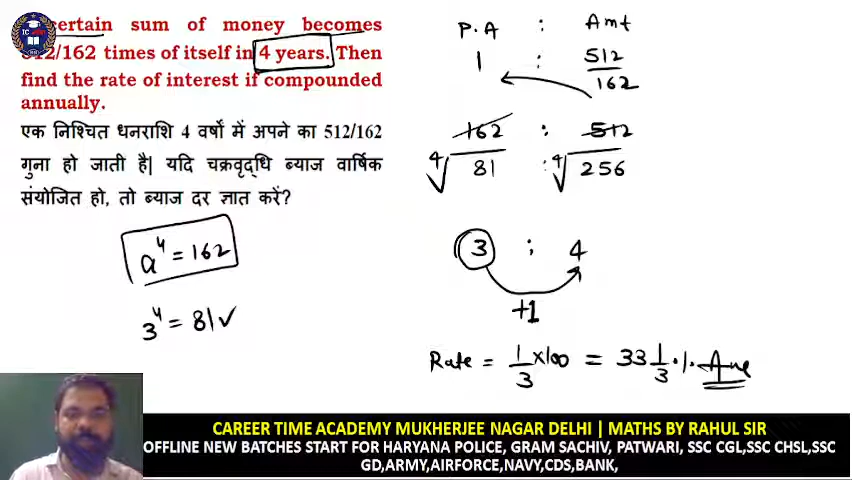 certain sum of money becomes
512/162 times of itself in 4 years. Then
find the rate of interest if compounded
annually.
एक निश्चित धनराशि 4 वर्षों में अपने का 512/162
गुना हो जाती है| यदि चक्रवृद्धि ब्याज वार्षिक
संयोजित हो, तो ब्याज दर ज्ञात करें?
a⁴ = 162
3⁴ = 81 ✓
P.A : Amt
1 : 512/162
162 : 512
⁴√81 : ⁴√256
3 : 4
+1
Rate = 1/3 × 100 = 33 1/3 % Ans
TC
CAREER TIME ACADEMY MUKHERJEE NAGAR DELHI | MATHS BY RAHUL SIR
OFFLINE NEW BATCHES START FOR HARYANA POLICE, GRAM SACHIV, PATWARI, SSC CGL,SSC CHSL,SSC
GD,ARMY,AIRFORCE,NAVY,CDS,BANK,